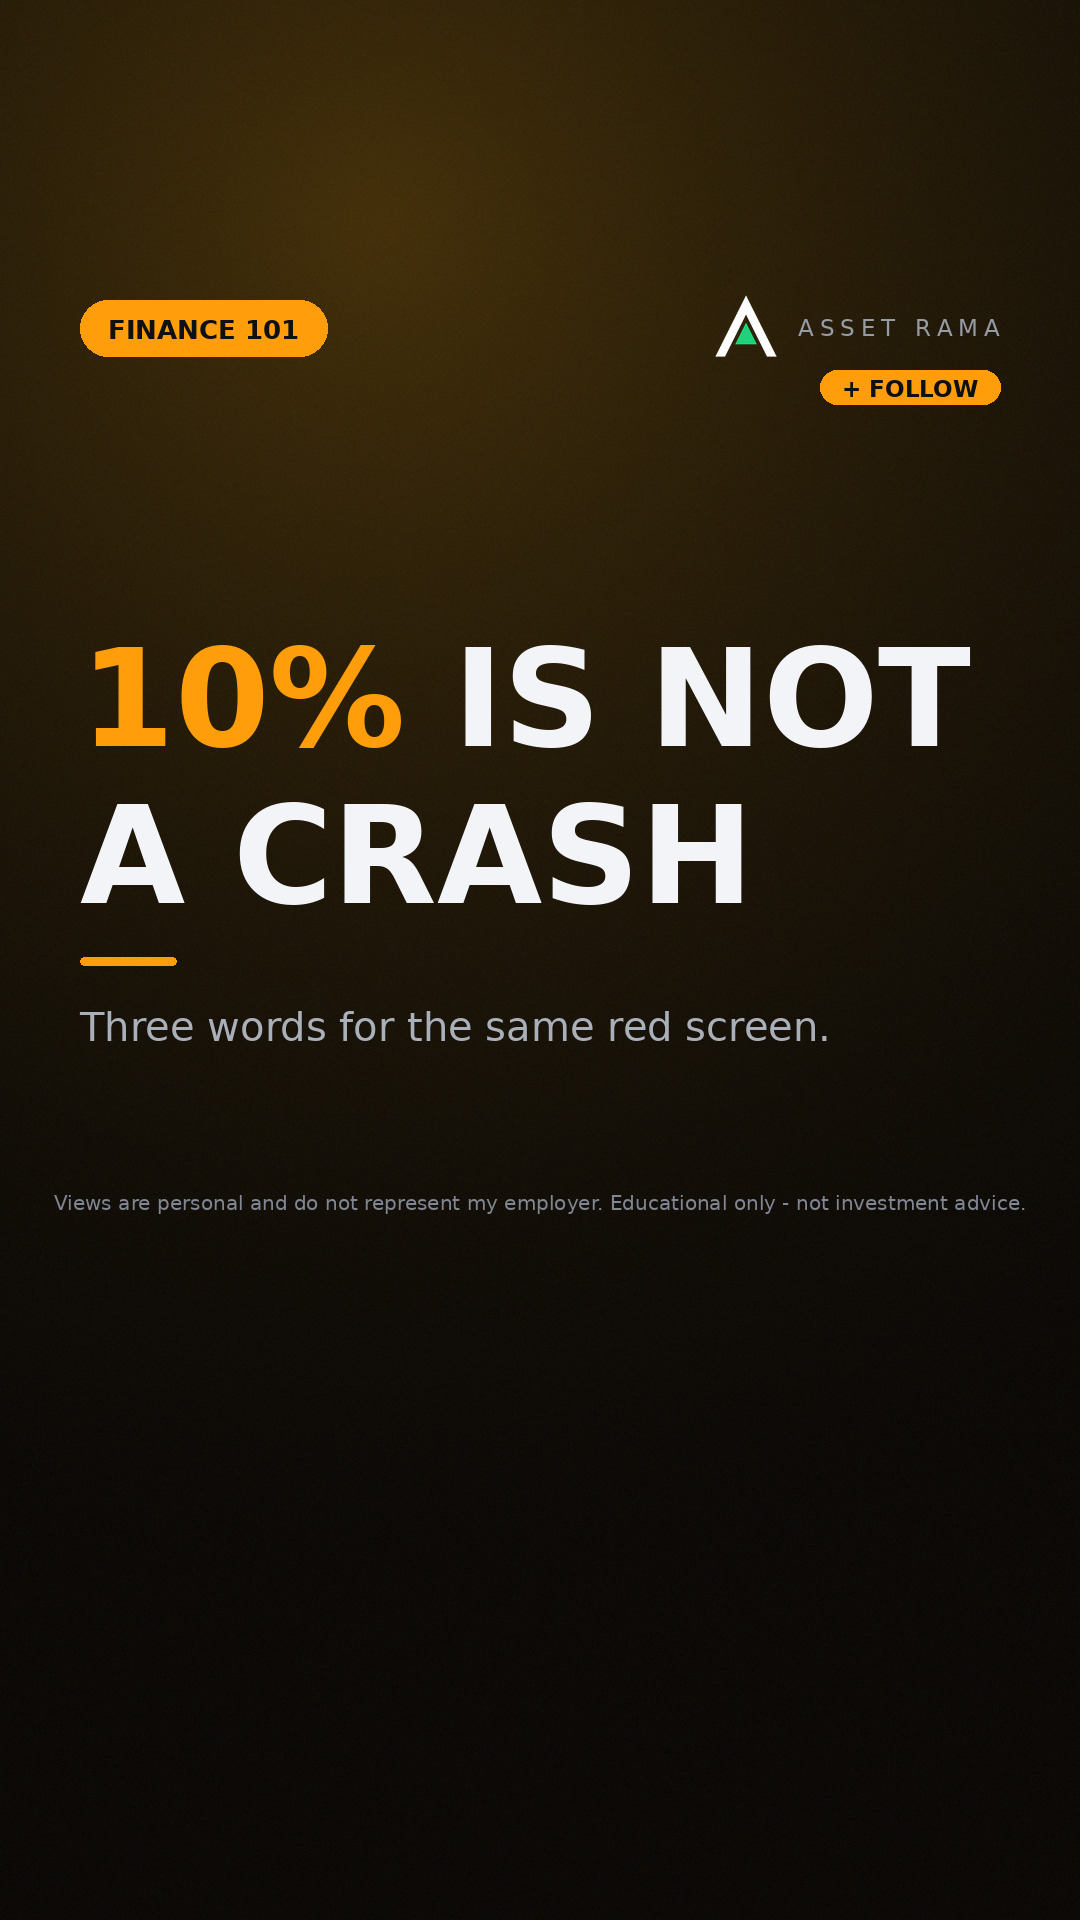 FINANCE 101
ASSET RAMA
+ FOLLOW
10% IS NOT
A CRASH
Three words for the same red screen.
Views are personal and do not represent my employer. Educational only - not investment advice.